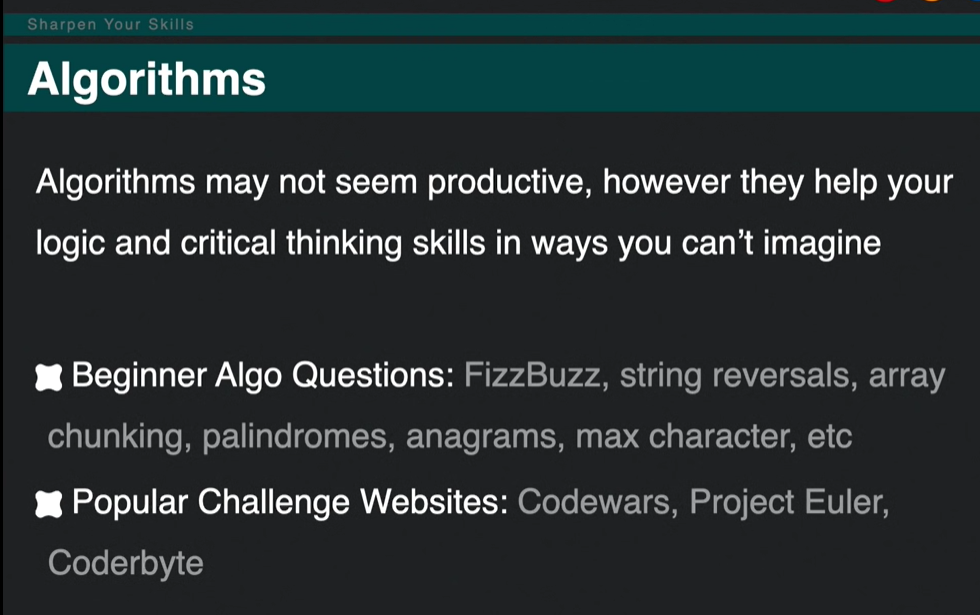 Sharpen Your Skills
Algorithms
Algorithms may not seem productive, however they help your
logic and critical thinking skills in ways you can't imagine
Beginner Algo Questions: FizzBuzz, string reversals, array
chunking, palindromes, anagrams, max character, etc
Popular Challenge Websites: Codewars, Project Euler,
Coderbyte